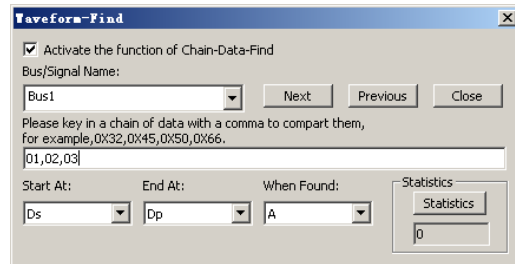 Waveform-Find
Activate the function of Chain-Data-Find
Bus/Signal Name:
Bus1
Next
Previous
Close
Please key in a chain of data with a comma to compart them,
for example,0X32,0X45,0X50,0X66.
01,02,03
Start At:
End At:
When Found:
Statistics
Ds
Dp
A
Statistics
0